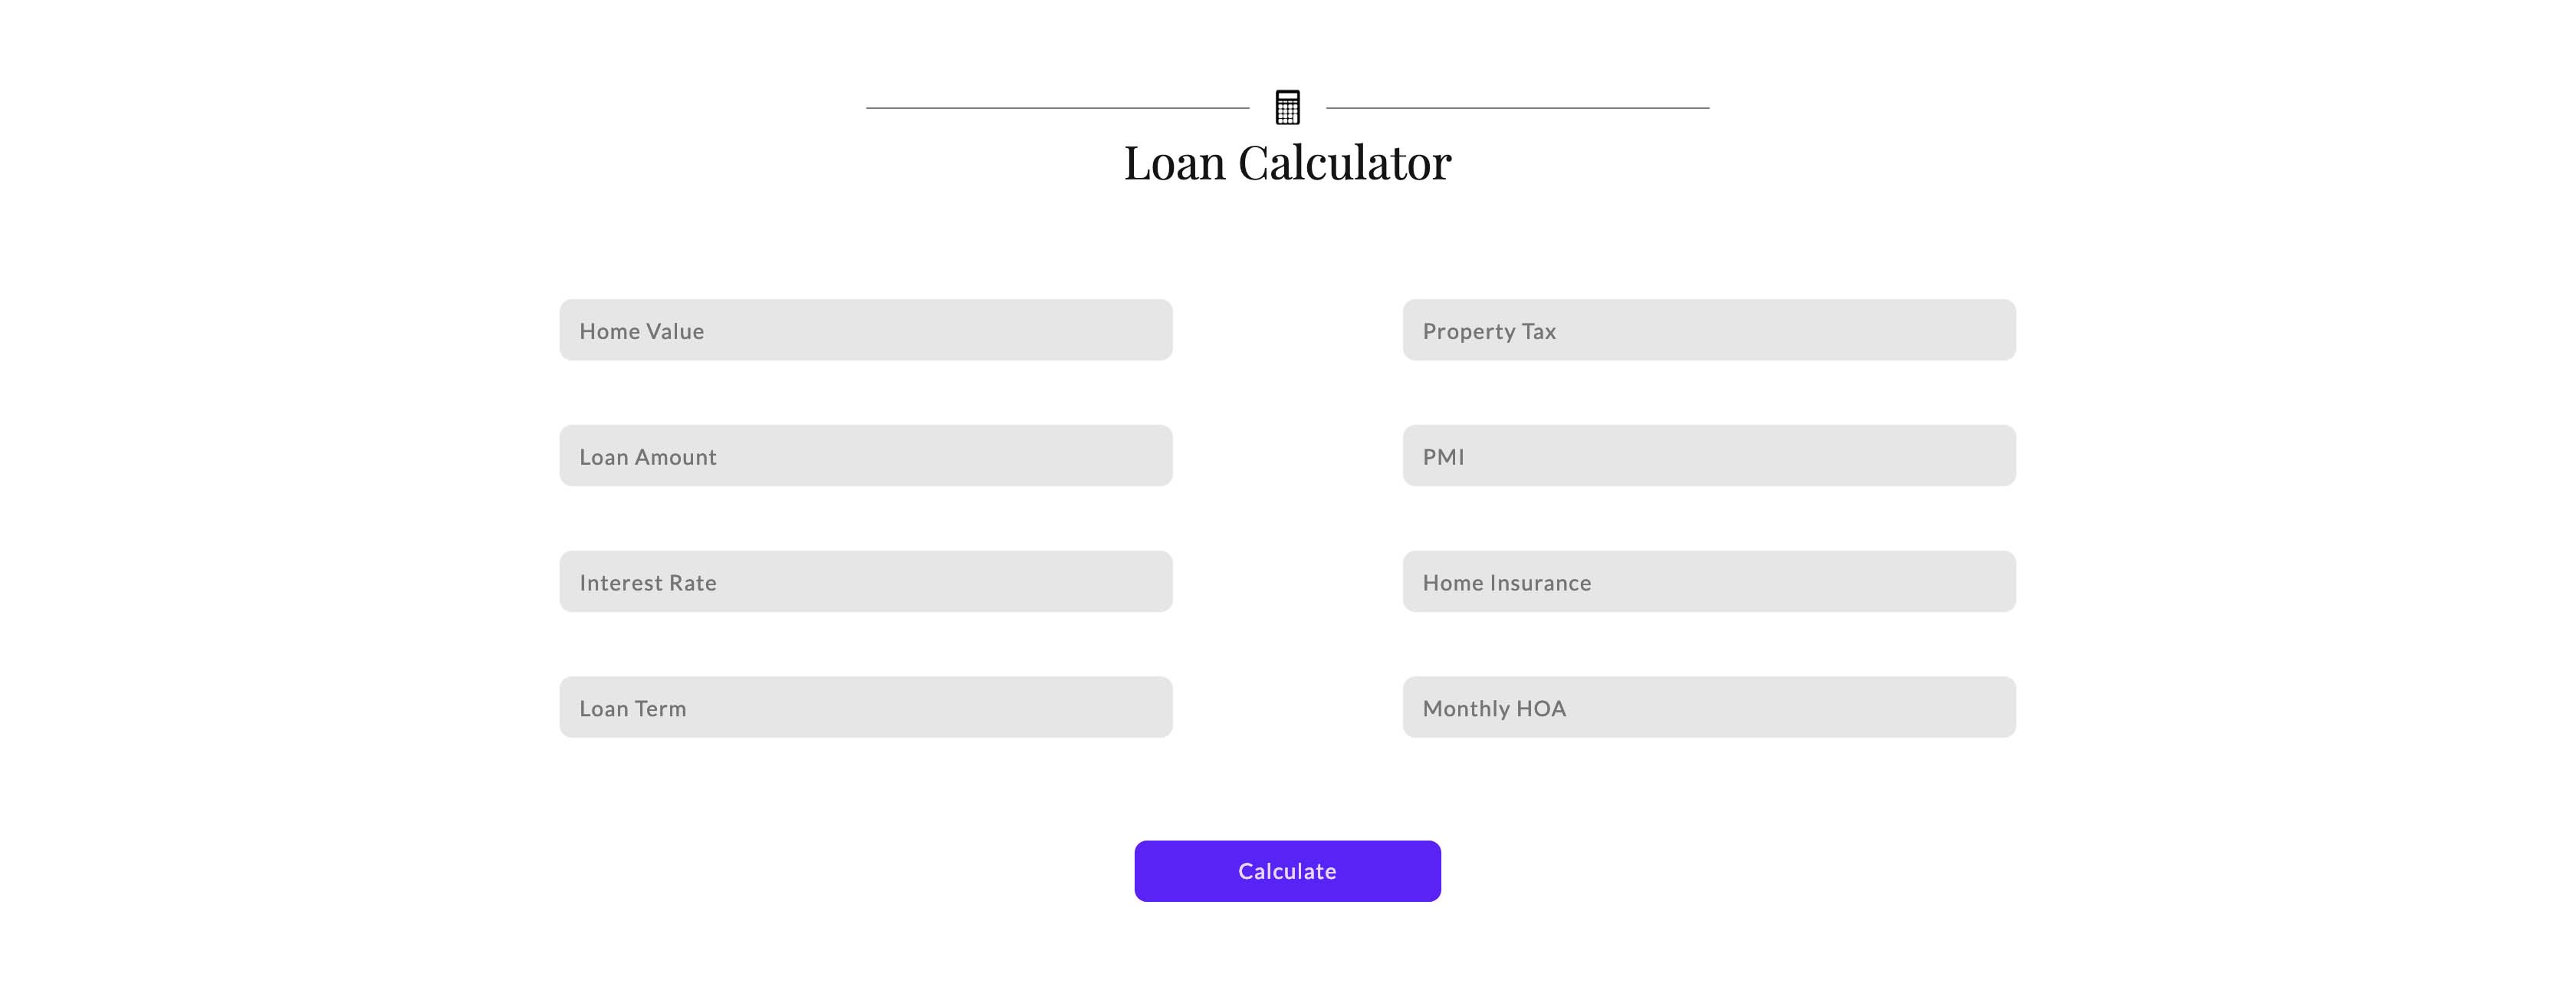 Loan Calculator
Home Value
Property Tax
Loan Amount
PMI
Interest Rate
Home Insurance
Loan Term
Monthly HOA
Calculate